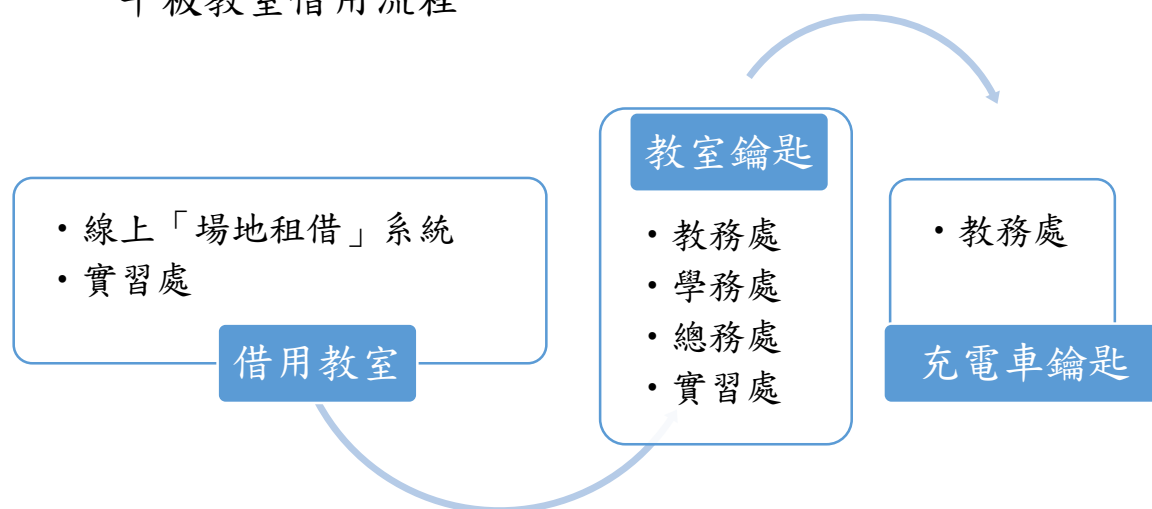 平板教室借用流程
・線上「場地租借」系統
・實習處
借用教室
教室鑰匙
・教務處
・學務處
・總務處
・實習處
・教務處
充電車鑰匙